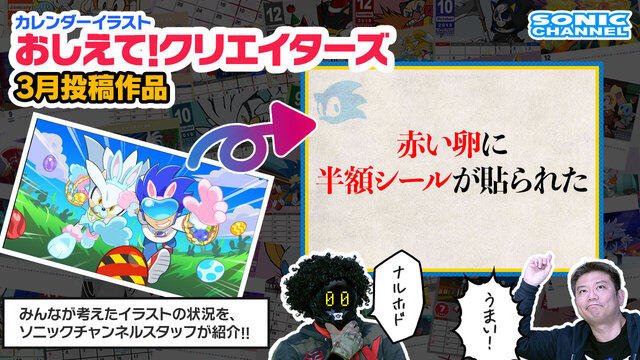 カレンダーイラスト
おしえて!クリエイターズ
3月投稿作品
SONIC
CHANNEL
赤い卵に
半額シールが貼られた
みんなが考えたイラストの状況を、
ソニックチャンネルスタッフが紹介!!
ナルホド
うまい!
00